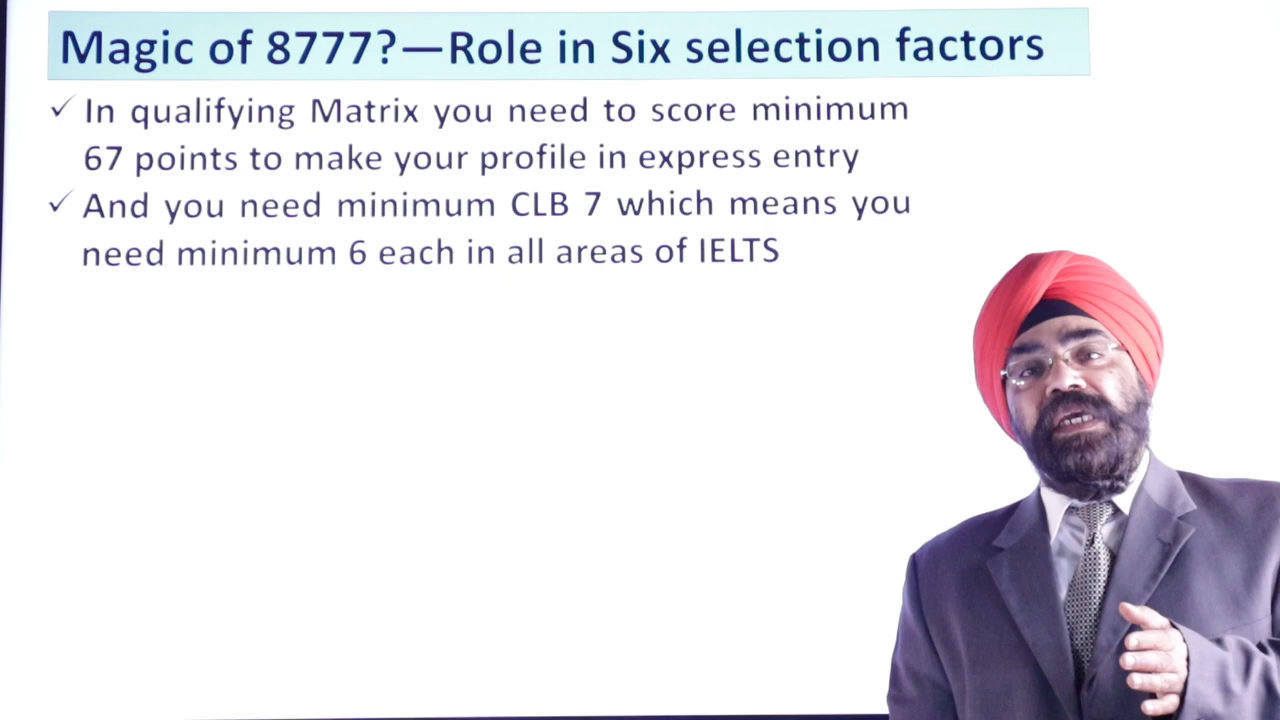 Magic of 8777?—Role in Six selection factors
✓ In qualifying Matrix you need to score minimum
67 points to make your profile in express entry
✓ And you need minimum CLB 7 which means you
need minimum 6 each in all areas of IELTS